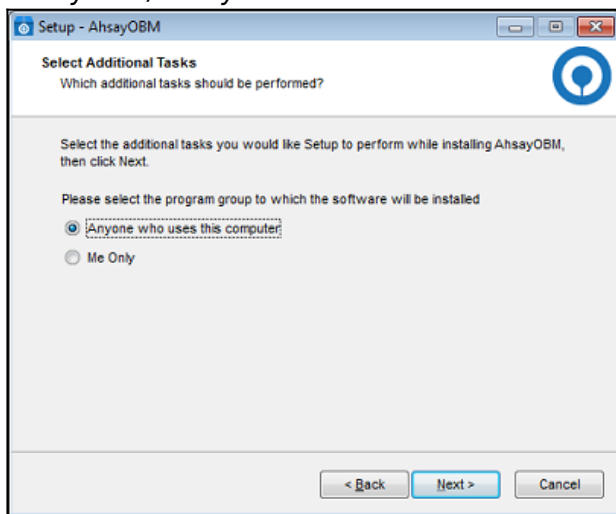 Setup - AhsayOBM
Select Additional Tasks
Which additional tasks should be performed?
Select the additional tasks you would like Setup to perform while installing AhsayOBM,
then click Next.
Please select the program group to which the software will be installed
Anyone who uses this computer
Me Only
< Back
Next >
Cancel